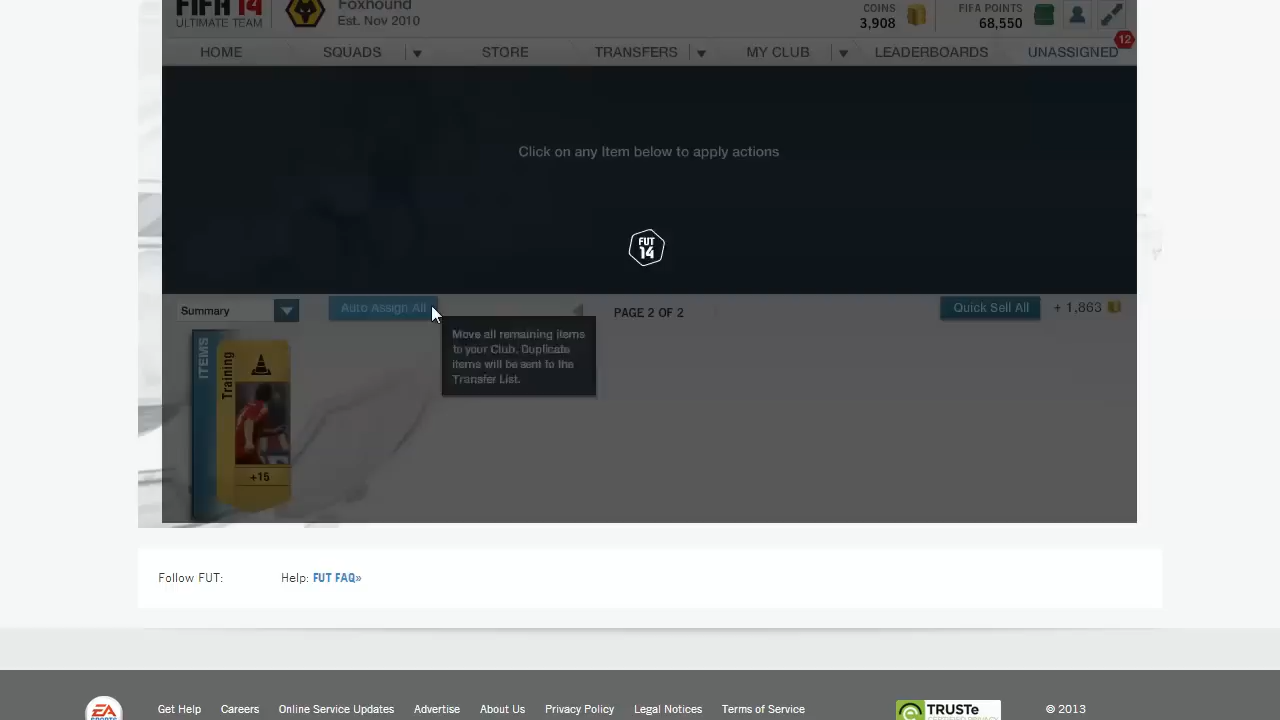 FIFA 14
ULTIMATE TEAM
Foxhound
Est. Nov 2010
COINS
3,908
FIFA POINTS
68,550
HOME
SQUADS
STORE
TRANSFERS
MY CLUB
LEADERBOARDS
UNASSIGNED
12
Click on any Item below to apply actions
FUT
14
Summary
Auto Assign All
PAGE 2 OF 2
Quick Sell All
+ 1,863
Move all remaining items
to your Club. Duplicate
items will be sent to the
Transfer List.
ITEMS
Training
+15
Follow FUT:
Help: FUT FAQ»
EA
SPORTS
Get Help
Careers
Online Service Updates
Advertise
About Us
Privacy Policy
Legal Notices
Terms of Service
TRUSTe
CERTIFIED PRIVACY
© 2013